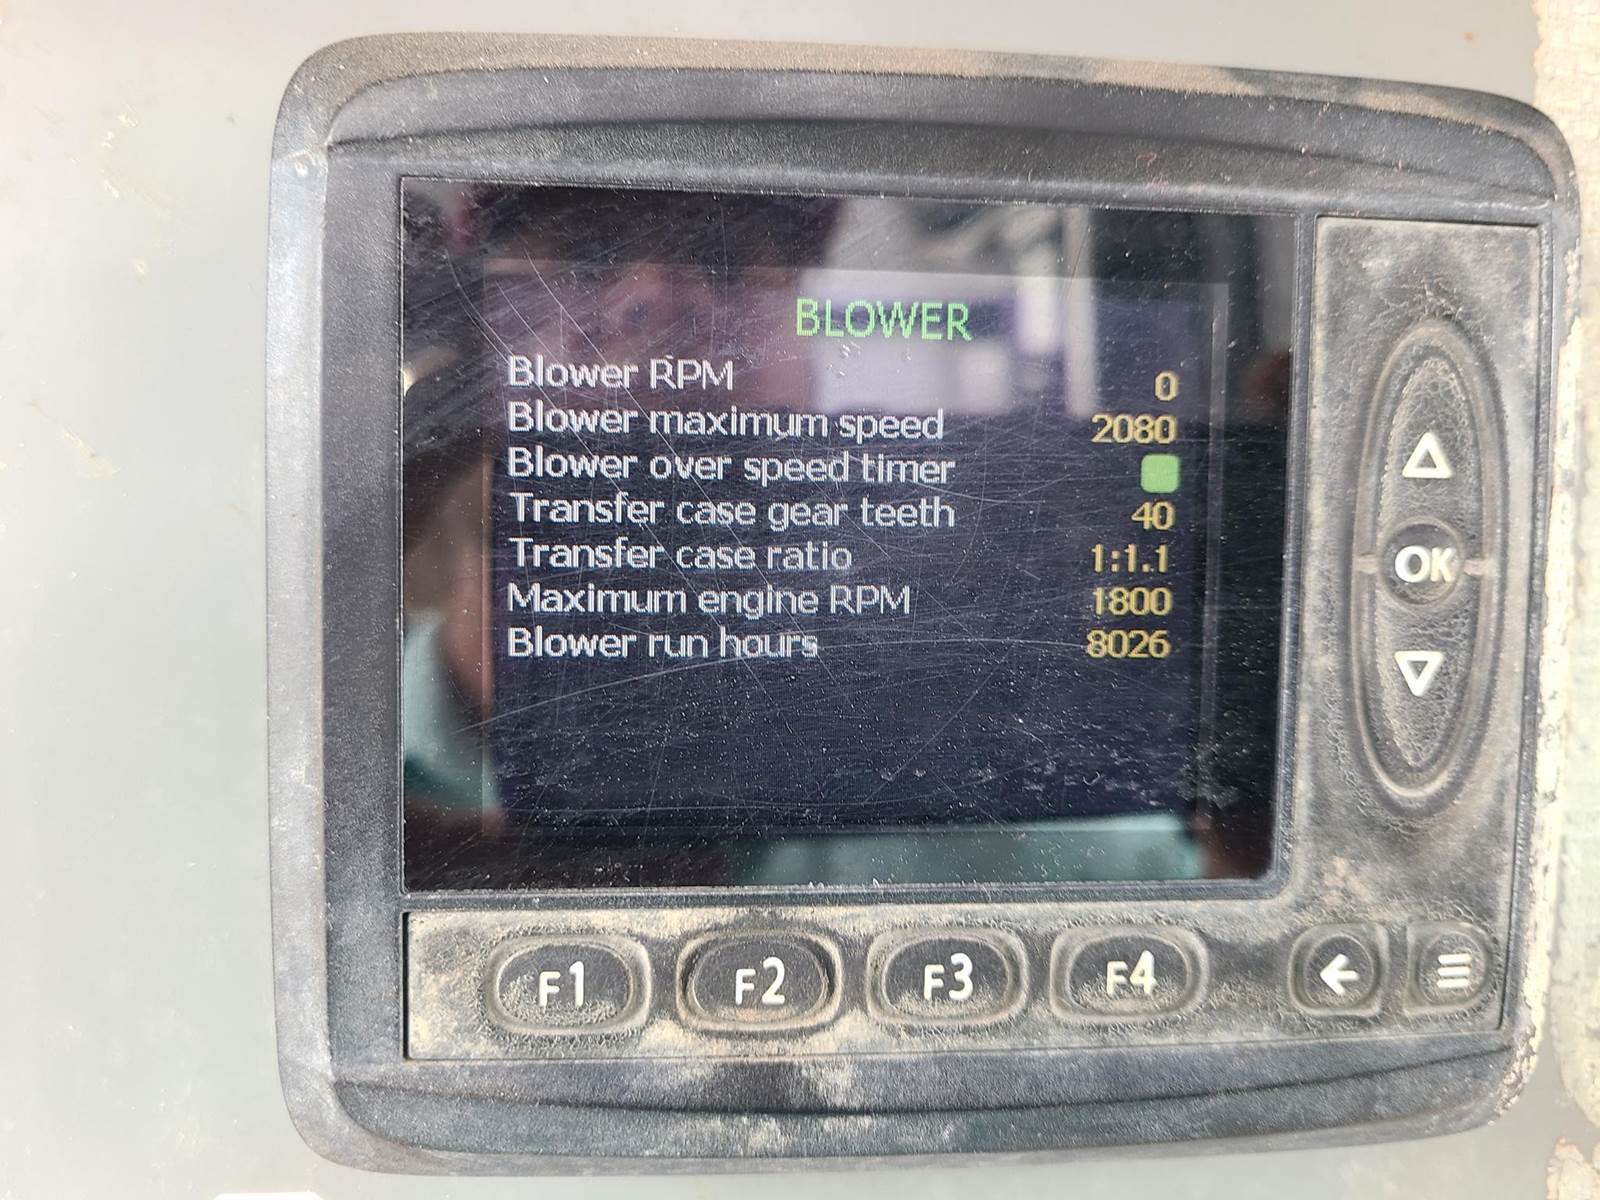 BLOWER
Blower RPM 0
Blower maximum speed 2080
Blower over speed timer
Transfer case gear teeth 40
Transfer case ratio 1:1.1
Maximum engine RPM 1800
Blower run hours 8026
OK
F1 F2 F3 F4